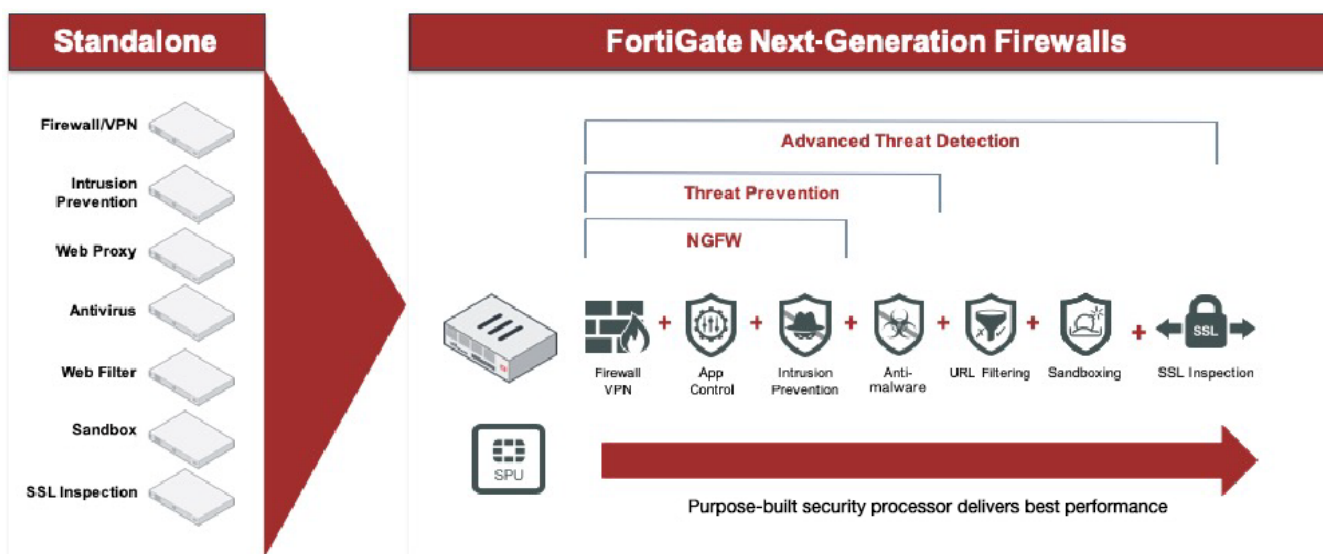 Standalone
Firewall/VPN
Intrusion
Prevention
Web Proxy
Antivirus
Web Filter
Sandbox
SSL Inspection
FortiGate Next-Generation Firewalls
Advanced Threat Detection
Threat Prevention
NGFW
+ + + + + +
SSL
Firewall
VPN
App
Control
Intrusion
Prevention
Anti-
malware
URL Filtering
Sandboxing
SSL Inspection
SPU
Purpose-built security processor delivers best performance